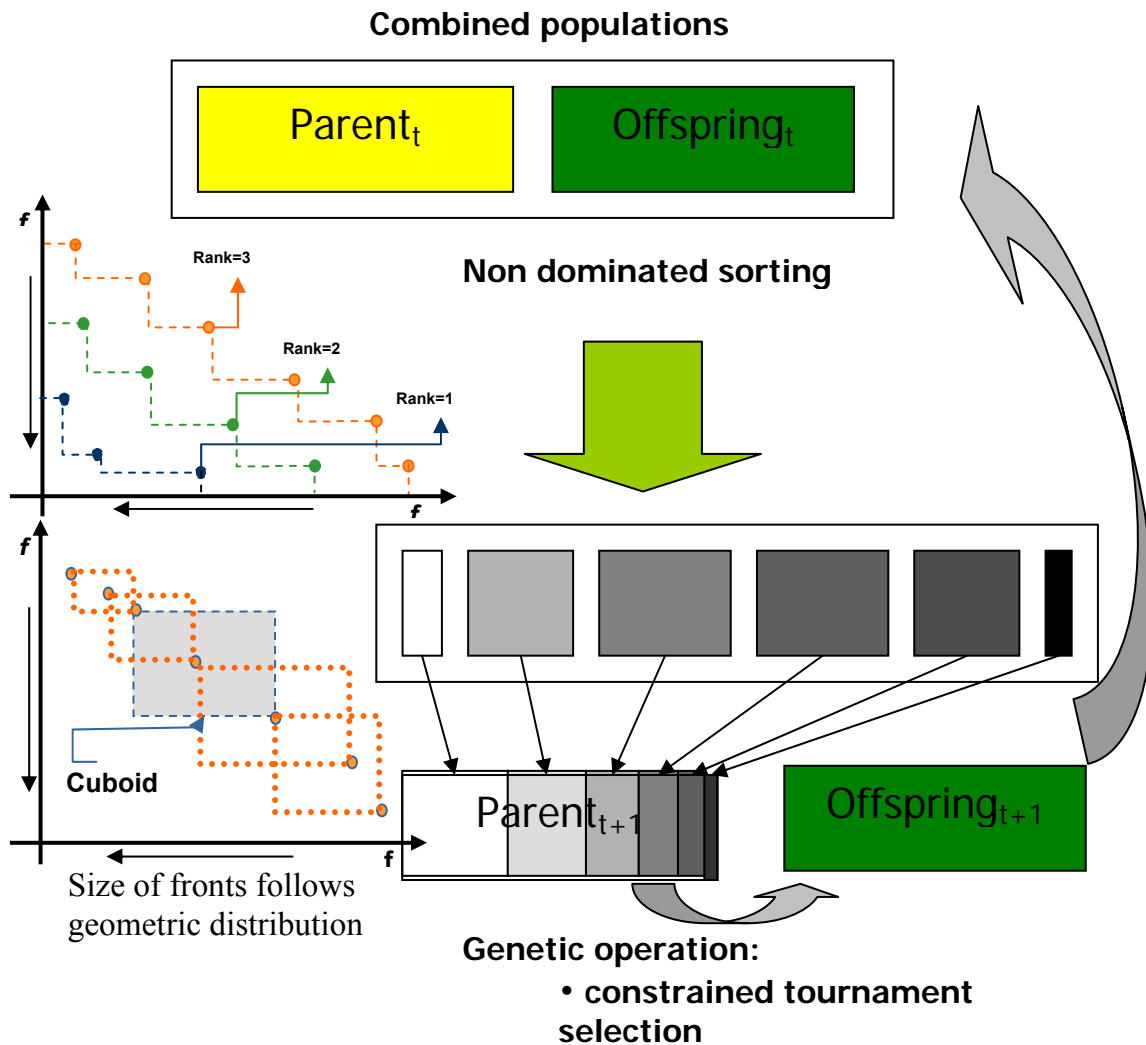 Combined populations
Parentt
Offspringt
f
Rank=3
Non dominated sorting
Rank=2
Rank=1
f
f
Cuboid
Parentt+1
Offspringt+1
f
Size of fronts follows
geometric distribution
Genetic operation:
• constrained tournament
selection